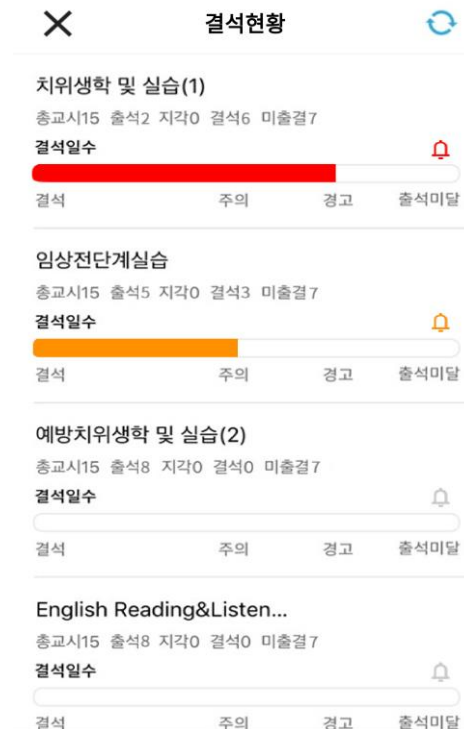 결석현황
치위생학 및 실습(1)
총교시15 출석2 지각0 결석6 미출결7
결석일수
결석 주의 경고 출석미달
임상전단계실습
총교시15 출석5 지각0 결석3 미출결7
결석일수
결석 주의 경고 출석미달
예방치위생학 및 실습(2)
총교시15 출석8 지각0 결석0 미출결7
결석일수
결석 주의 경고 출석미달
English Reading&Listen...
총교시15 출석8 지각0 결석0 미출결7
결석일수
결석 주의 경고 출석미달